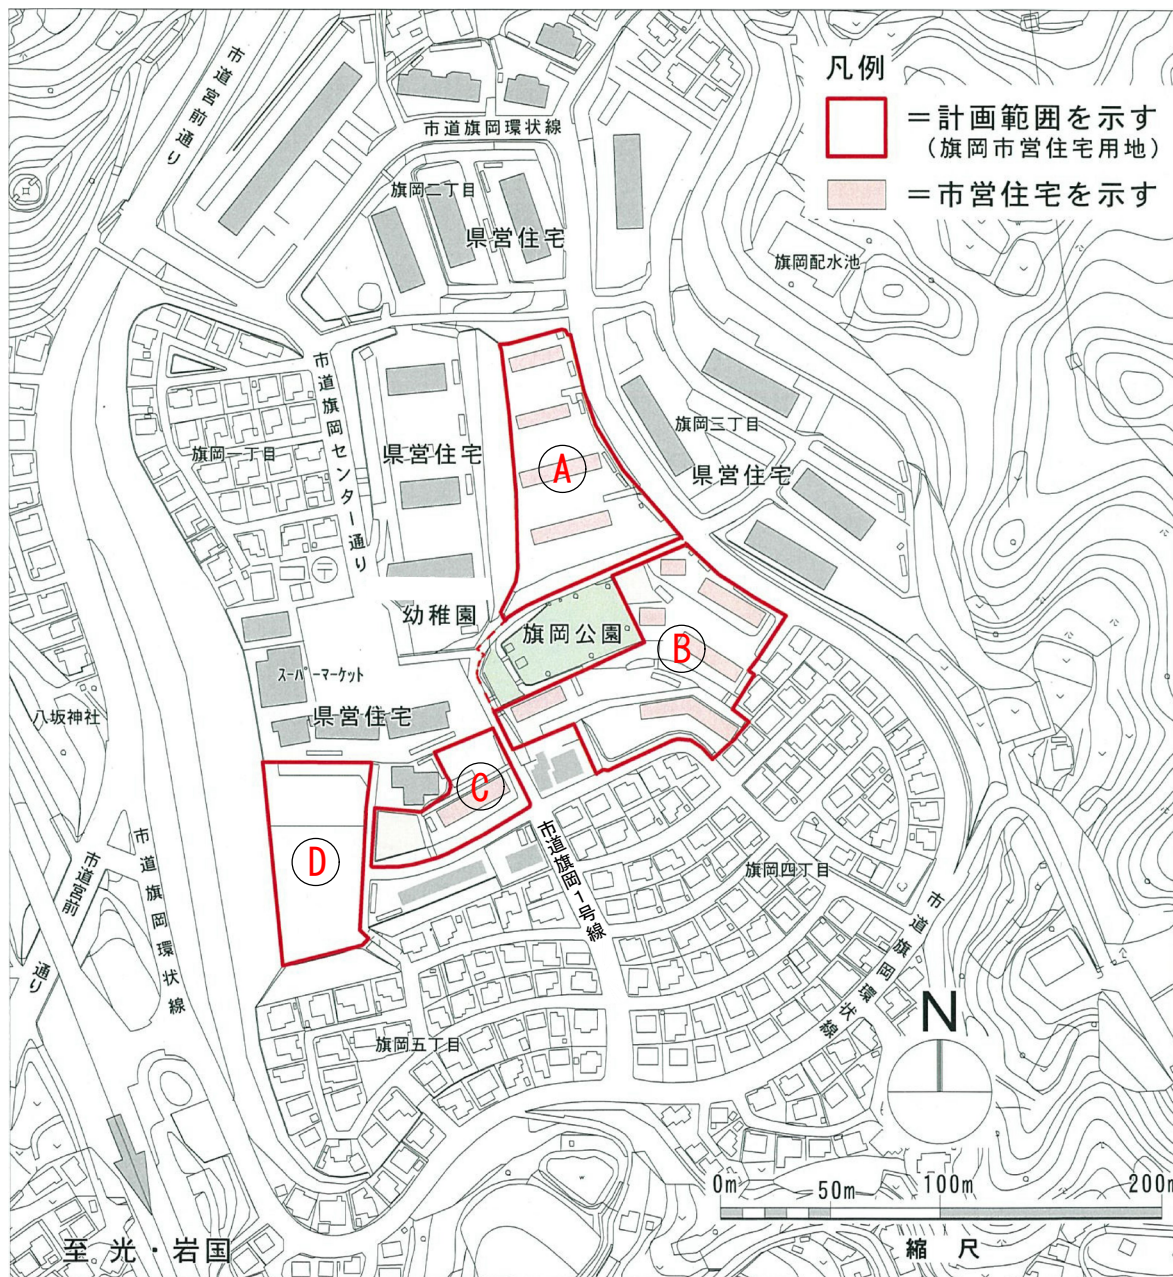 凡例
＝計画範囲を示す
（旗岡市営住宅用地）
＝市営住宅を示す
市道宮前通り
市道旗岡環状線
旗岡二丁目
県営住宅
旗岡配水池
市道旗岡センター通り
旗岡一丁目
県営住宅
A
旗岡三丁目
県営住宅
〒
幼稚園
旗岡公園
B
スーパーマーケット
県営住宅
八坂神社
C
D
市道旗岡1号線
市道宮前通り
市道旗岡環状線
旗岡四丁目
市道旗岡環状線
旗岡五丁目
N
0m
50m
100m
200m
縮尺
至 光・岩国